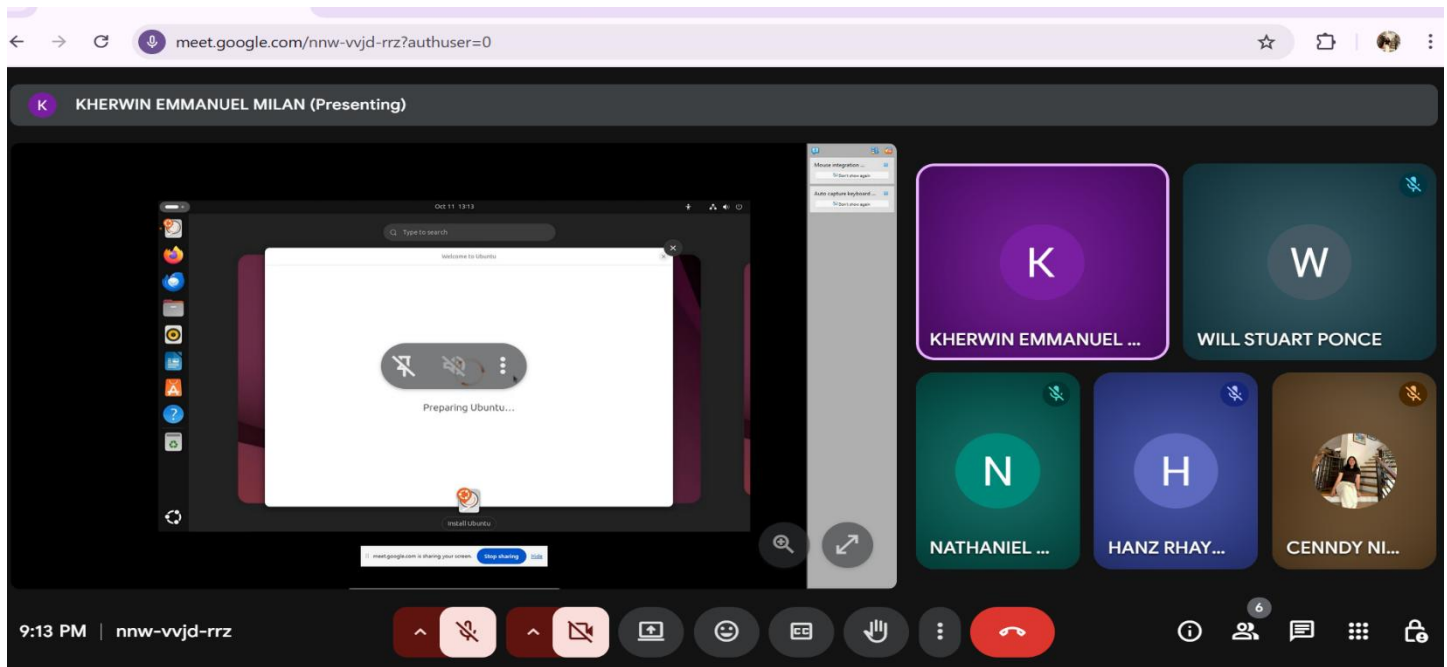 meet.google.com/nnw-vvjd-rrz?authuser=0
K KHERWIN EMMANUEL MILAN (Presenting)
Mouse integration ...
Don't show again
Auto capture keyboard ...
Don't show again
Oct 11 13:13
Type to search
Welcome to Ubuntu
Preparing Ubuntu...
Install Ubuntu
meet.google.com is sharing your screen. Stop sharing Hide
K
KHERWIN EMMANUEL ...
W
WILL STUART PONCE
N
NATHANIEL ...
H
HANZ RHAY...
CENNDY NI...
9:13 PM | nnw-vvjd-rrz
CC
6